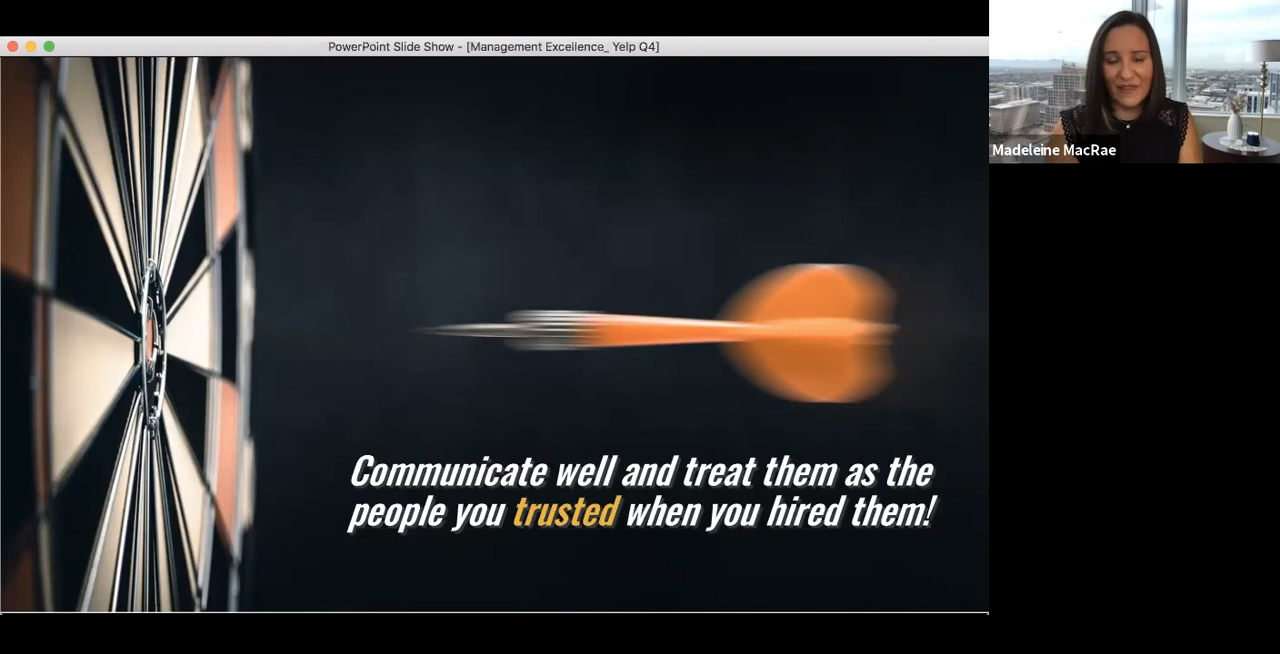 PowerPoint Slide Show - [Management Exellence_ Yelp Q4]
Madeleine MacRae
Communicate well and treat them as the
people you trusted when you hired them!